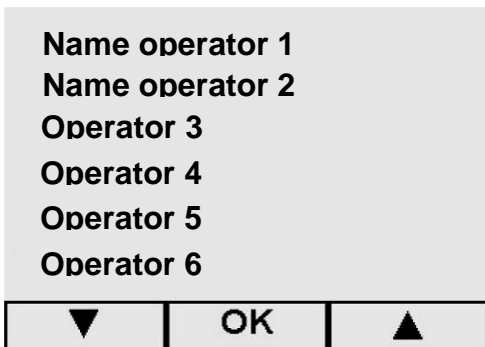 Name operator 1
Name operator 2
Operator 3
Operator 4
Operator 5
Operator 6
▼ OK ▲